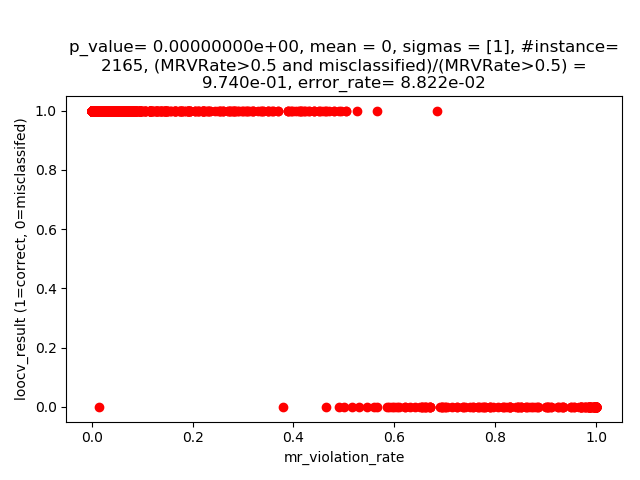 p_value= 0.00000000e+00, mean = 0, sigmas = [1], #instance=
2165, (MRVRate>0.5 and misclassified)/(MRVRate>0.5) =
9.740e-01, error_rate= 8.822e-02
1.0
0.8
0.6
0.4
0.2
0.0
loocv_result (1=correct, 0=misclassifed)
0.0 0.2 0.4 0.6 0.8 1.0
mr_violation_rate